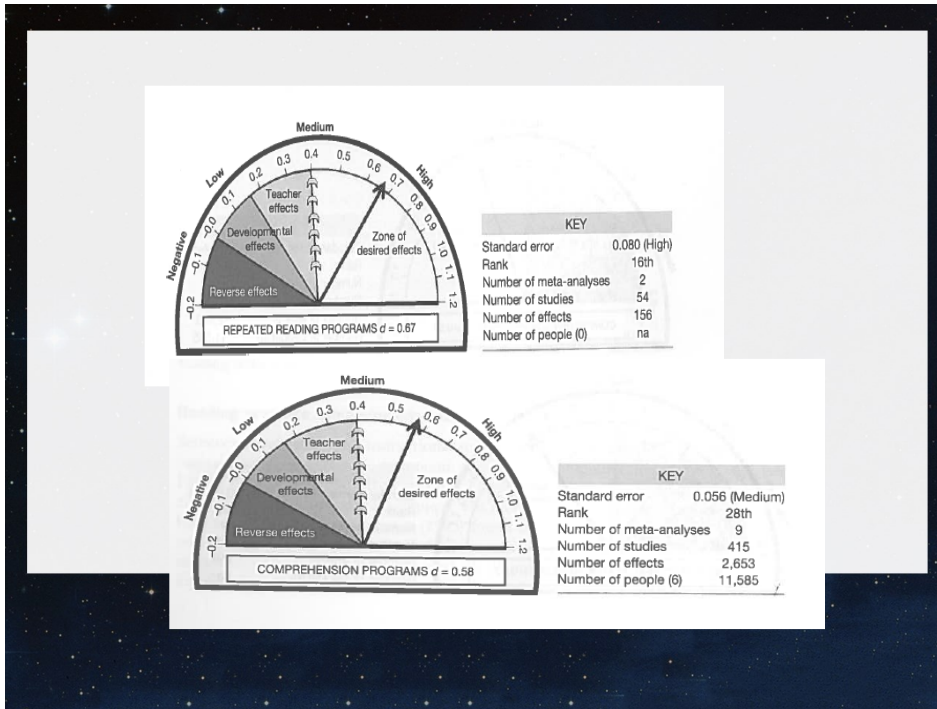 Medium
Low
High
Negative
-0.2
-0.1
-0.0
0.1
0.2
0.3
0.4
0.5
0.6
0.7
0.8
0.9
1.0
1.1
1.2
Teacher
effects
Developmental
effects
Reverse effects
Zone of
desired effects
REPEATED READING PROGRAMS d = 0.67
KEY
Standard error 0.080 (High)
Rank 16th
Number of meta-analyses 2
Number of studies 54
Number of effects 156
Number of people (0) na
Medium
Low
High
Negative
-0.2
-0.1
-0.0
0.1
0.2
0.3
0.4
0.5
0.6
0.7
0.8
0.9
1.0
1.1
1.2
Teacher
effects
Developmental
effects
Reverse effects
Zone of
desired effects
COMPREHENSION PROGRAMS d = 0.58
KEY
Standard error 0.056 (Medium)
Rank 28th
Number of meta-analyses 9
Number of studies 415
Number of effects 2,653
Number of people (6) 11,585